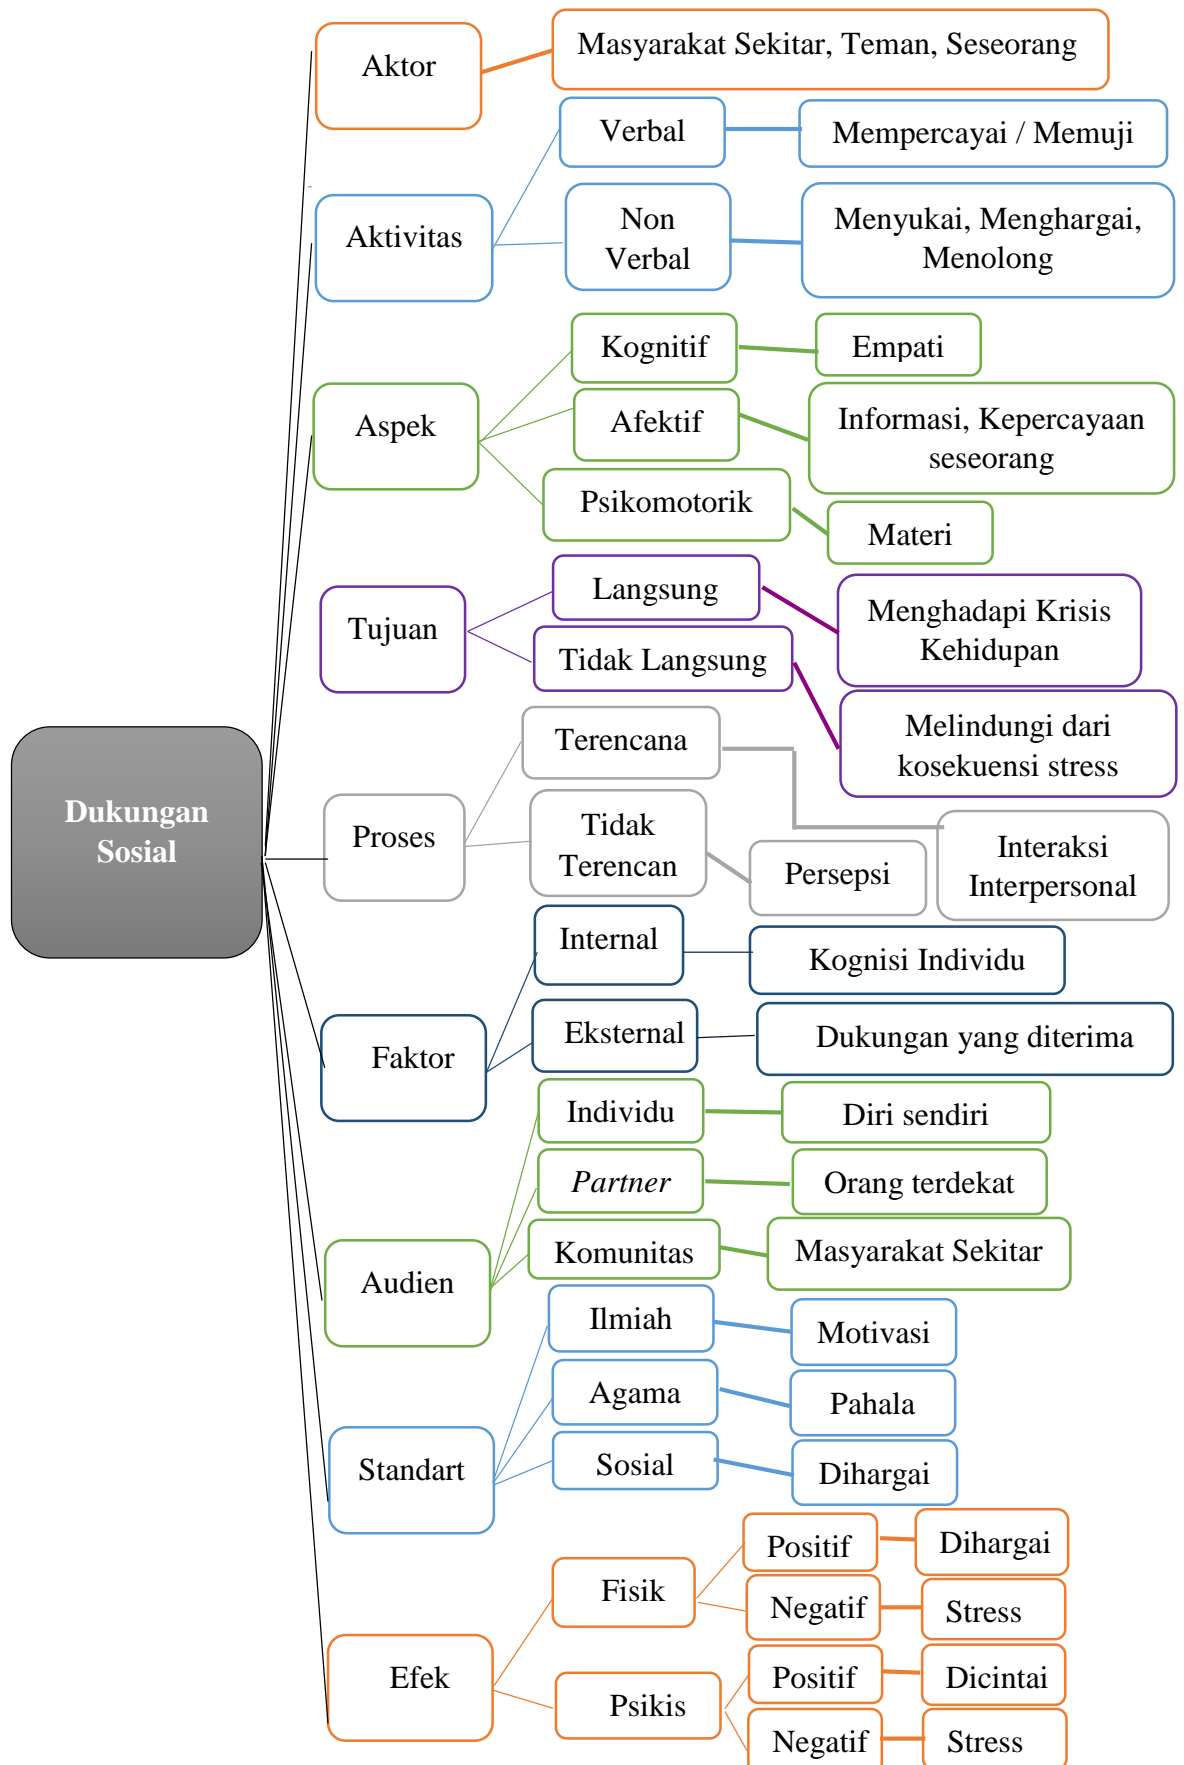 Aktor
Masyarakat Sekitar, Teman, Seseorang
Verbal
Mempercayai / Memuji
Aktivitas
Non
Verbal
Menyukai, Menghargai,
Menolong
Kognitif
Empati
Aspek
Afektif
Informasi, Kepercayaan
seseorang
Psikomotorik
Materi
Langsung
Menghadapi Krisis
Kehidupan
Tujuan
Tidak Langsung
Melindungi dari
kosekuensi stress
Dukungan
Sosial
Terencana
Interaksi
Interpersonal
Proses
Tidak
Terencan
Persepsi
Internal
Kognisi Individu
Faktor
Eksternal
Dukungan yang diterima
Individu
Diri sendiri
Partner
Orang terdekat
Audien
Komunitas
Masyarakat Sekitar
Ilmiah
Motivasi
Agama
Pahala
Standart
Sosial
Dihargai
Positif
Dihargai
Fisik
Negatif
Stress
Efek
Positif
Dicintai
Psikis
Negatif
Stress